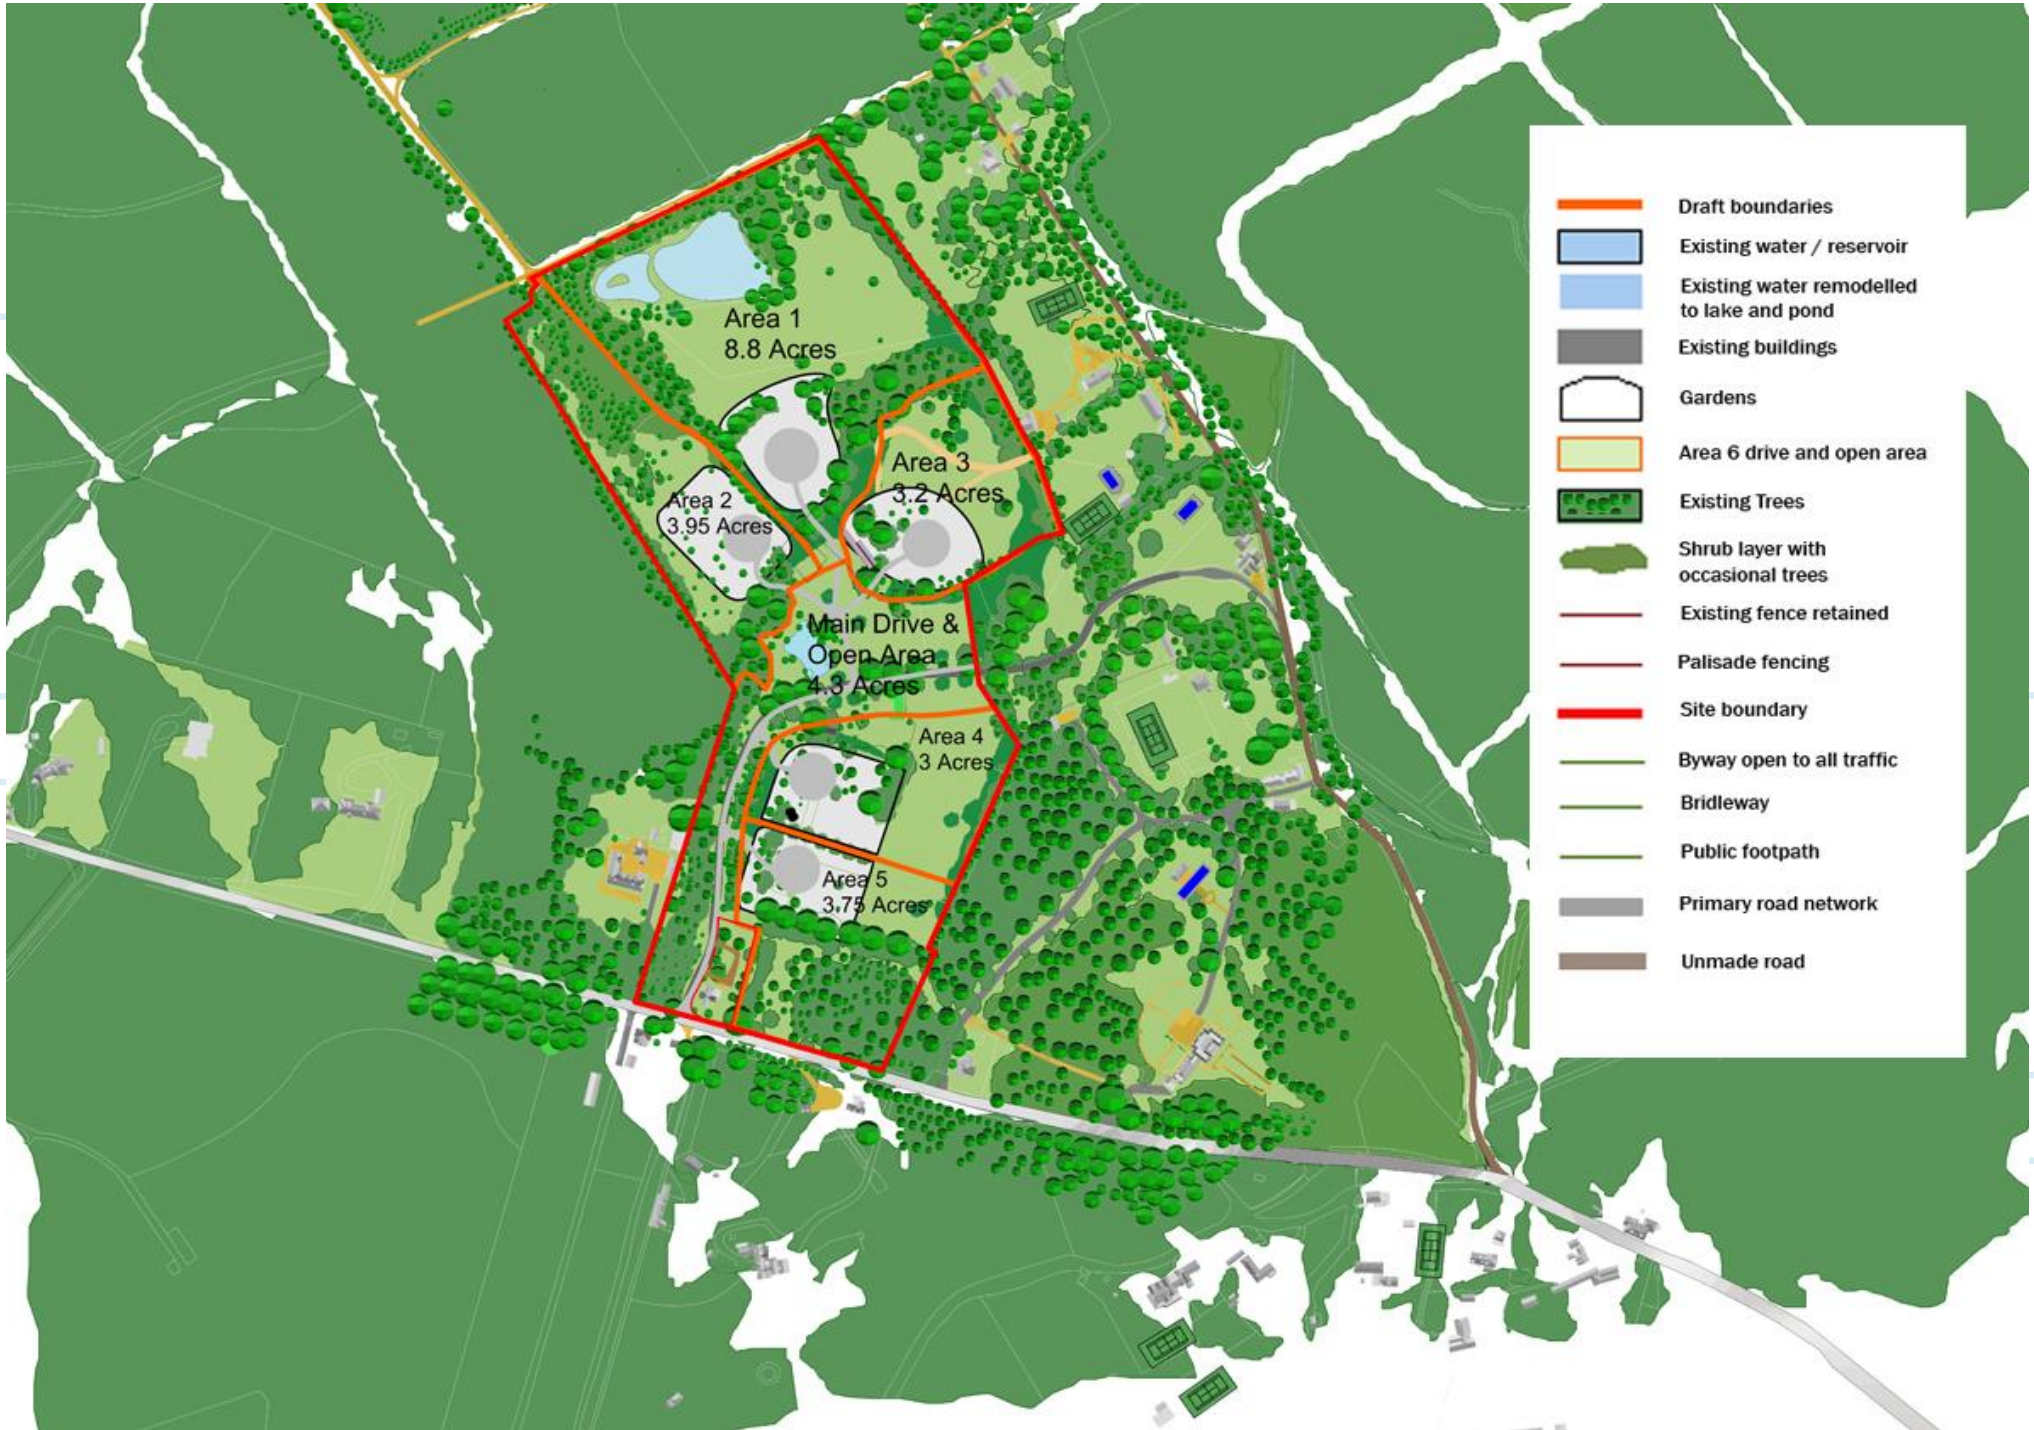 Area 1
8.8 Acres
Area 3
3.2 Acres
Area 2
3.95 Acres
Main Drive &
Open Area
4.3 Acres
Area 4
3 Acres
Area 5
3.75 Acres
Draft boundaries
Existing water / reservoir
Existing water remodelled
to lake and pond
Existing buildings
Gardens
Area 6 drive and open area
Existing Trees
Shrub layer with
occasional trees
Existing fence retained
Palisade fencing
Site boundary
Byway open to all traffic
Bridleway
Public footpath
Primary road network
Unmade road